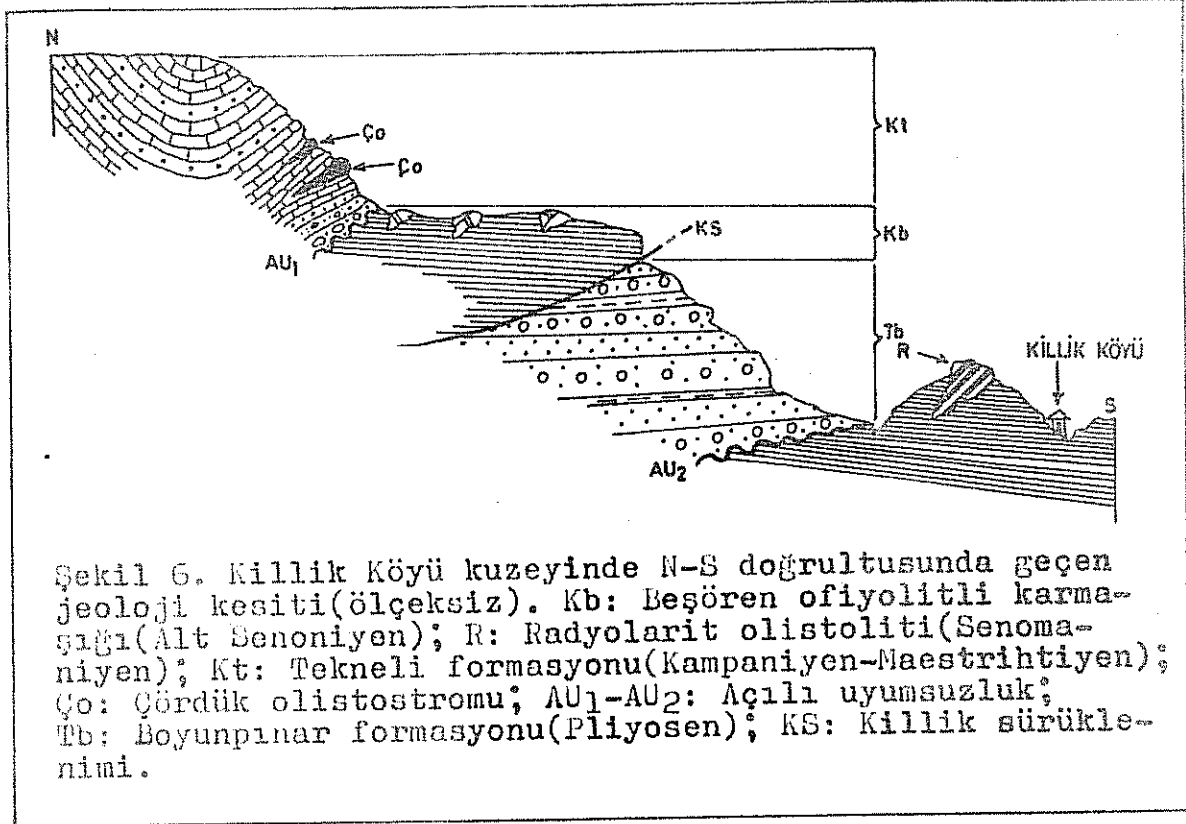 N
Ço
Ço
Kt
KS
Kb
AU1
Tb
R
KİLLİK KÖYÜ
S
AU2
Şekil 6. Killik Köyü kuzeyinde N-S doğrultusunda geçen
jeoloji kesiti(ölçeksiz). Kb: Beşören ofiyolitli karma-
şığı(Alt Senoniyen); R: Radyolarit olistoliti(Senoma-
niyen); Kt: Tekneli formasyonu(Kampaniyen-Maestrihtiyen);
Ço: Çördük olistostromu; AU1-AU2: Açılı uyumsuzluk;
Tb: Boyunpınar formasyonu(Pliyosen); KS: Killik sürükle-
nimi.